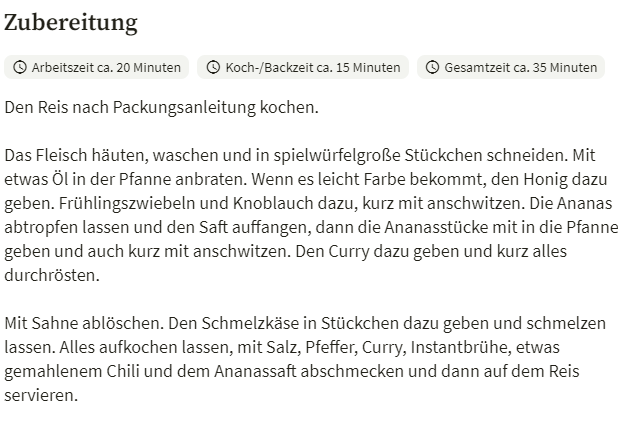 Zubereitung
Arbeitszeit ca. 20 Minuten Koch-/Backzeit ca. 15 Minuten Gesamtzeit ca. 35 Minuten
Den Reis nach Packungsanleitung kochen.
Das Fleisch häuten, waschen und in spielwürfelgroße Stückchen schneiden. Mit
etwas Öl in der Pfanne anbraten. Wenn es leicht Farbe bekommt, den Honig dazu
geben. Frühlingszwiebeln und Knoblauch dazu, kurz mit anschwitzen. Die Ananas
abtropfen lassen und den Saft auffangen, dann die Ananasstücke mit in die Pfanne
geben und auch kurz mit anschwitzen. Den Curry dazu geben und kurz alles
durchrösten.
Mit Sahne ablöschen. Den Schmelzkäse in Stückchen dazu geben und schmelzen
lassen. Alles aufkochen lassen, mit Salz, Pfeffer, Curry, Instantbrühe, etwas
gemahlenem Chili und dem Ananassaft abschmecken und dann auf dem Reis
servieren.